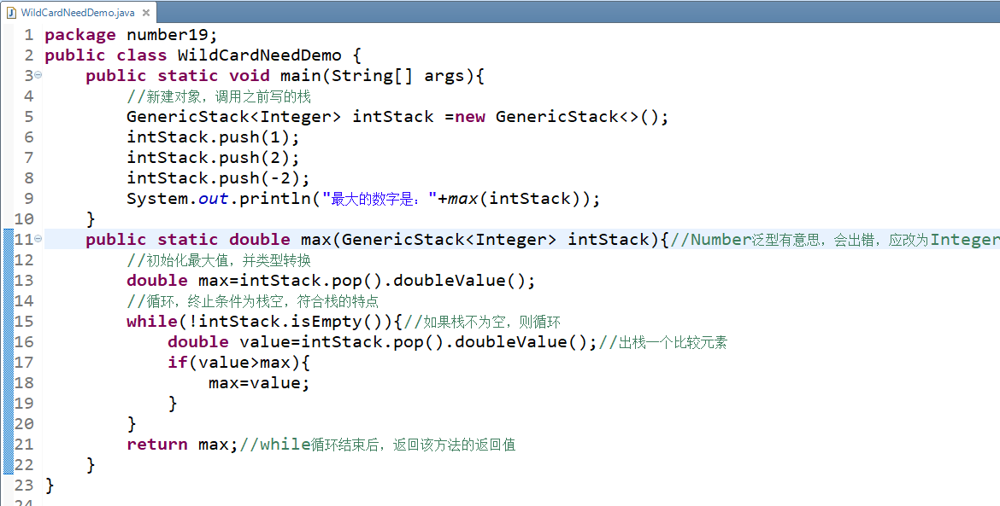 WildCardNeedDemo.java
1 package number19;
2 public class WildCardNeedDemo {
3 public static void main(String[] args){
4 //新建对象，调用之前写的栈
5 GenericStack<Integer> intStack =new GenericStack<>();
6 intStack.push(1);
7 intStack.push(2);
8 intStack.push(-2);
9 System.out.println("最大的数字是："+max(intStack));
10 }
11 public static double max(GenericStack<Integer> intStack){//Number泛型有意思，会出错，应改为Integer
12 //初始化最大值，并类型转换
13 double max=intStack.pop().doubleValue();
14 //循环，终止条件为栈空，符合栈的特点
15 while(!intStack.isEmpty()){//如果栈不为空，则循环
16 double value=intStack.pop().doubleValue();//出栈一个比较元素
17 if(value>max){
18 max=value;
19 }
20 }
21 return max;//while循环结束后，返回该方法的返回值
22 }
23 }
24